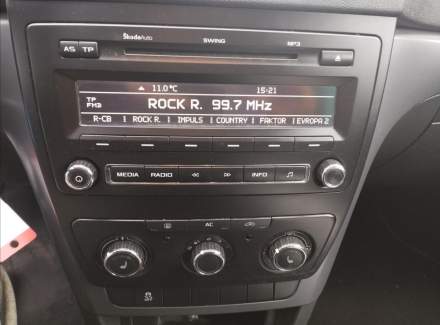 ŠkodaAuto SWING MP3
AS TP
11.0°C 15:21
TP
FM3
ROCK R. 99.7 MHz
R-CB ROCK R. IMPULS COUNTRY FAKTOR EVROPA 2
MEDIA RADIO INFO
AC